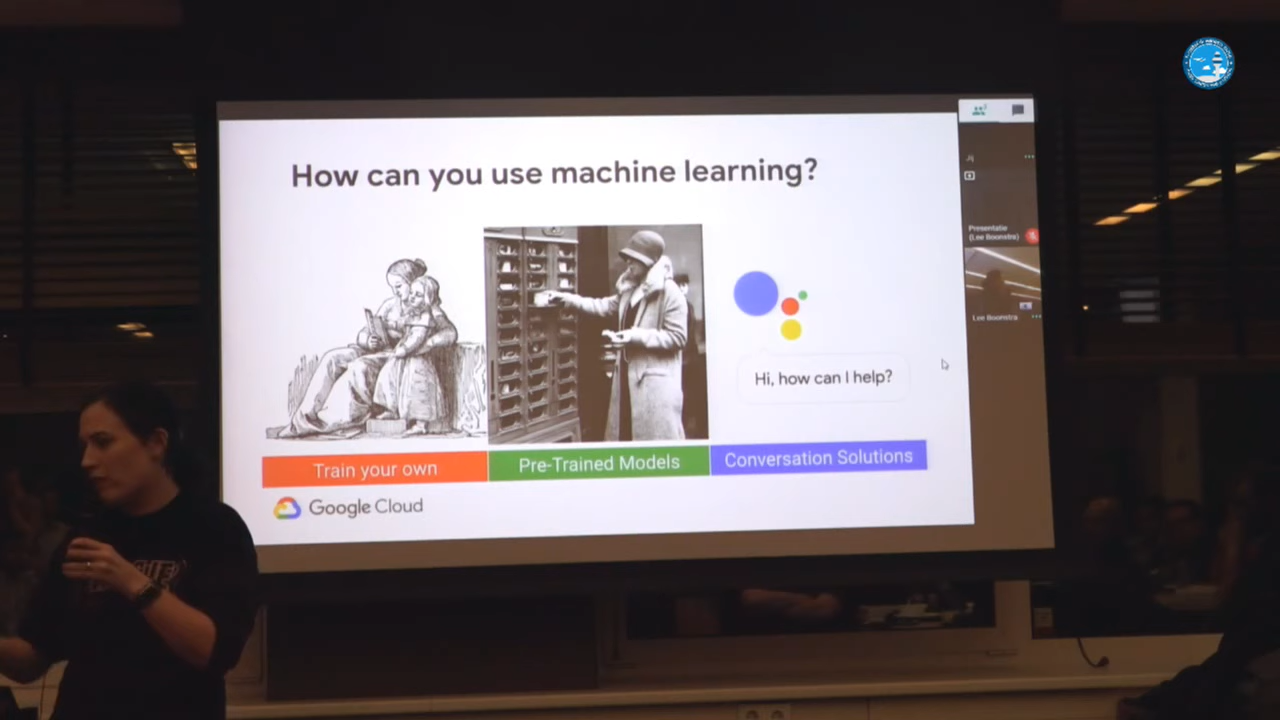 How can you use machine learning?
Jij
Presentatie
(Lee Boonstra)
Lee Boonstra
Hi, how can I help?
Train your own
Pre-Trained Models
Conversation Solutions
Google Cloud